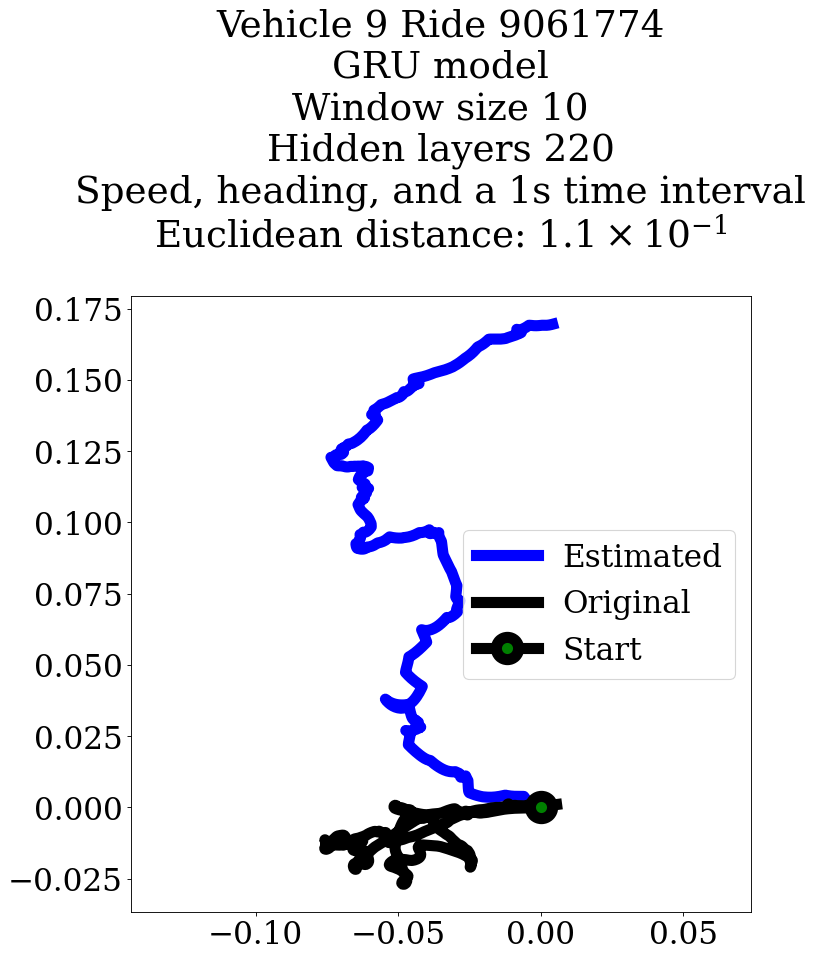 Vehicle 9 Ride 9061774
GRU model
Window size 10
Hidden layers 220
Speed, heading, and a 1s time interval
Euclidean distance: 1.1 × 10⁻¹
0.175
0.150
0.125
0.100
0.075
0.050
0.025
0.000
−0.025
Estimated
Original
Start
−0.10
−0.05
0.00
0.05